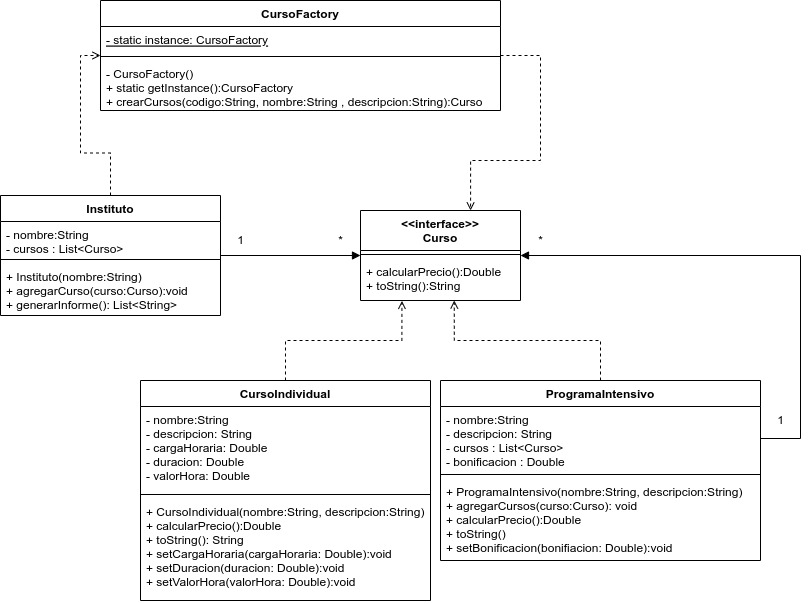 CursoFactory
- static instance: CursoFactory
- CursoFactory()
+ static getInstance():CursoFactory
+ crearCursos(codigo:String, nombre:String , descripcion:String):Curso
Instituto
- nombre:String
- cursos : List<Curso>
+ Instituto(nombre:String)
+ agregarCurso(curso:Curso):void
+ generarInforme(): List<String>
1
*
<<interface>>
Curso
+ calcularPrecio():Double
+ toString():String
*
CursoIndividual
- nombre:String
- descripcion: String
- cargaHoraria: Double
- duracion: Double
- valorHora: Double
+ CursoIndividual(nombre:String, descripcion:String)
+ calcularPrecio():Double
+ toString(): String
+ setCargaHoraria(cargaHoraria: Double):void
+ setDuracion(duracion: Double):void
+ setValorHora(valorHora: Double):void
ProgramaIntensivo
- nombre:String
- descripcion: String
- cursos : List<Curso>
- bonificacion : Double
+ ProgramaIntensivo(nombre:String, descripcion:String)
+ agregarCursos(curso:Curso): void
+ calcularPrecio():Double
+ toString()
+ setBonificacion(bonifiacion: Double):void
1